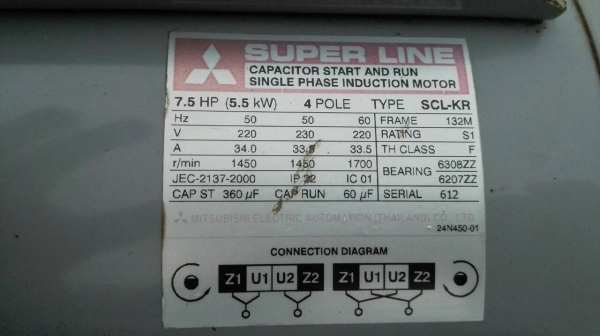 SUPER LINE
CAPACITOR START AND RUN
SINGLE PHASE INDUCTION MOTOR
7.5 HP (5.5 kW) 4 POLE TYPE SCL-KR
Hz 50 50 60 FRAME 132M
V 220 230 220 RATING S1
A 34.0 33.5 33.5 TH CLASS F
r/min 1450 1450 1700 BEARING 6308ZZ
JEC-2137-2000 IP 22 IC 01 6207ZZ
CAP ST 360 µF CAP RUN 60 µF SERIAL 612
MITSUBISHI ELECTRIC AUTOMATION (THAILAND) CO., LTD.
24N450-01
CONNECTION DIAGRAM
Z1 U1 U2 Z2 Z1 U1 U2 Z2